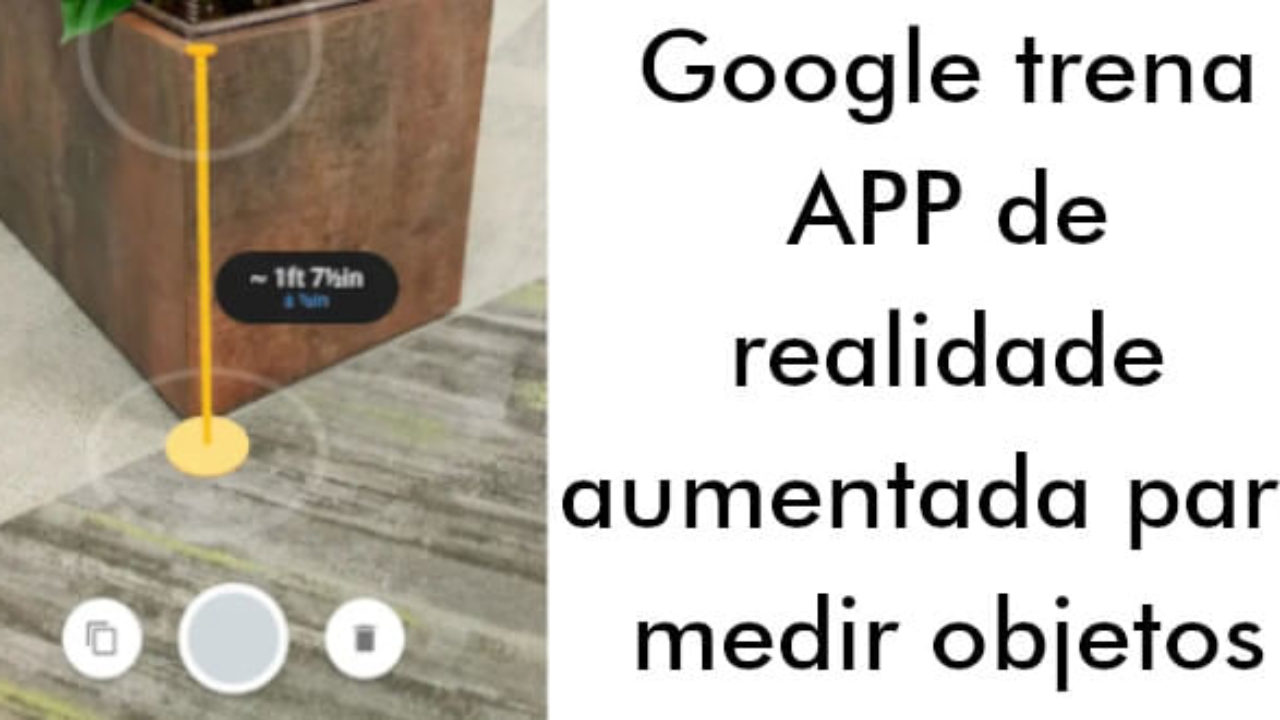 ~ 1ft 7½in
Google trena
APP de
realidade
aumentada par
medir objetos